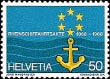 RHEINSCHIFFAHRTSAKTE 1868-1968
HELVETIA 50